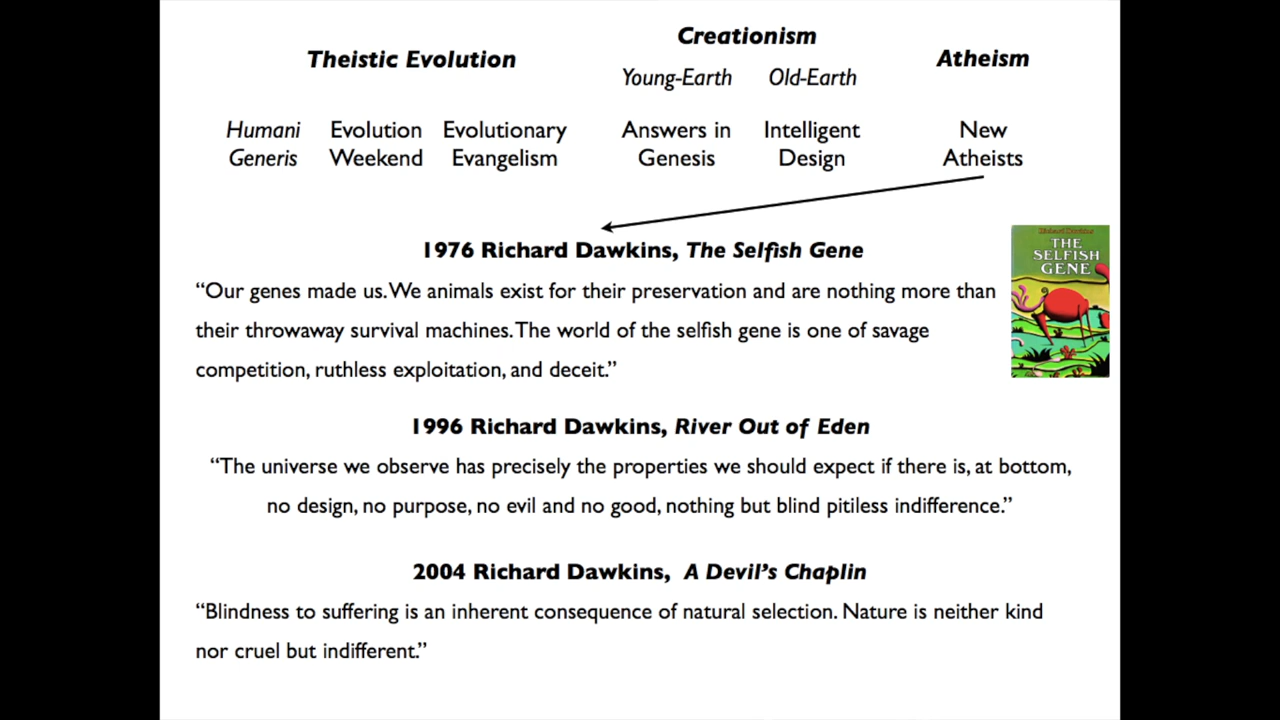 Theistic Evolution
Creationism
Young-Earth Old-Earth
Atheism
Humani Generis
Evolution Weekend
Evolutionary Evangelism
Answers in Genesis
Intelligent Design
New Atheists
1976 Richard Dawkins, The Selfish Gene
“Our genes made us. We animals exist for their preservation and are nothing more than
their throwaway survival machines. The world of the selfish gene is one of savage
competition, ruthless exploitation, and deceit.”
Richard Dawkins
THE
SELFISH
GENE
1996 Richard Dawkins, River Out of Eden
“The universe we observe has precisely the properties we should expect if there is, at bottom,
no design, no purpose, no evil and no good, nothing but blind pitiless indifference.”
2004 Richard Dawkins, A Devil’s Chaplin
“Blindness to suffering is an inherent consequence of natural selection. Nature is neither kind
nor cruel but indifferent.”